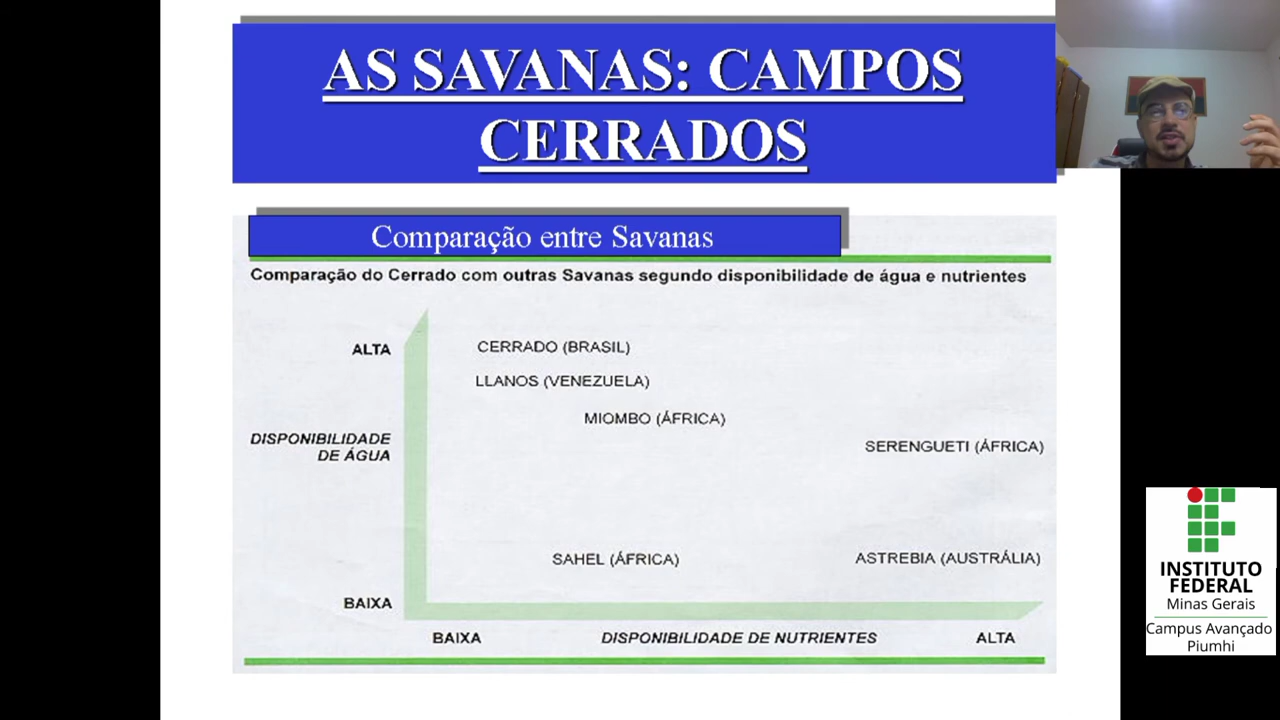 AS SAVANAS: CAMPOS
CERRADOS
Comparação entre Savanas
Comparação do Cerrado com outras Savanas segundo disponibilidade de água e nutrientes
ALTA
CERRADO (BRASIL)
LLANOS (VENEZUELA)
MIOMBO (ÁFRICA)
DISPONIBILIDADE
DE ÁGUA
SERENGUETI (ÁFRICA)
SAHEL (ÁFRICA)
ASTREBIA (AUSTRÁLIA)
BAIXA
BAIXA
DISPONIBILIDADE DE NUTRIENTES
ALTA
INSTITUTO
FEDERAL
Minas Gerais
Campus Avançado
Piumhi